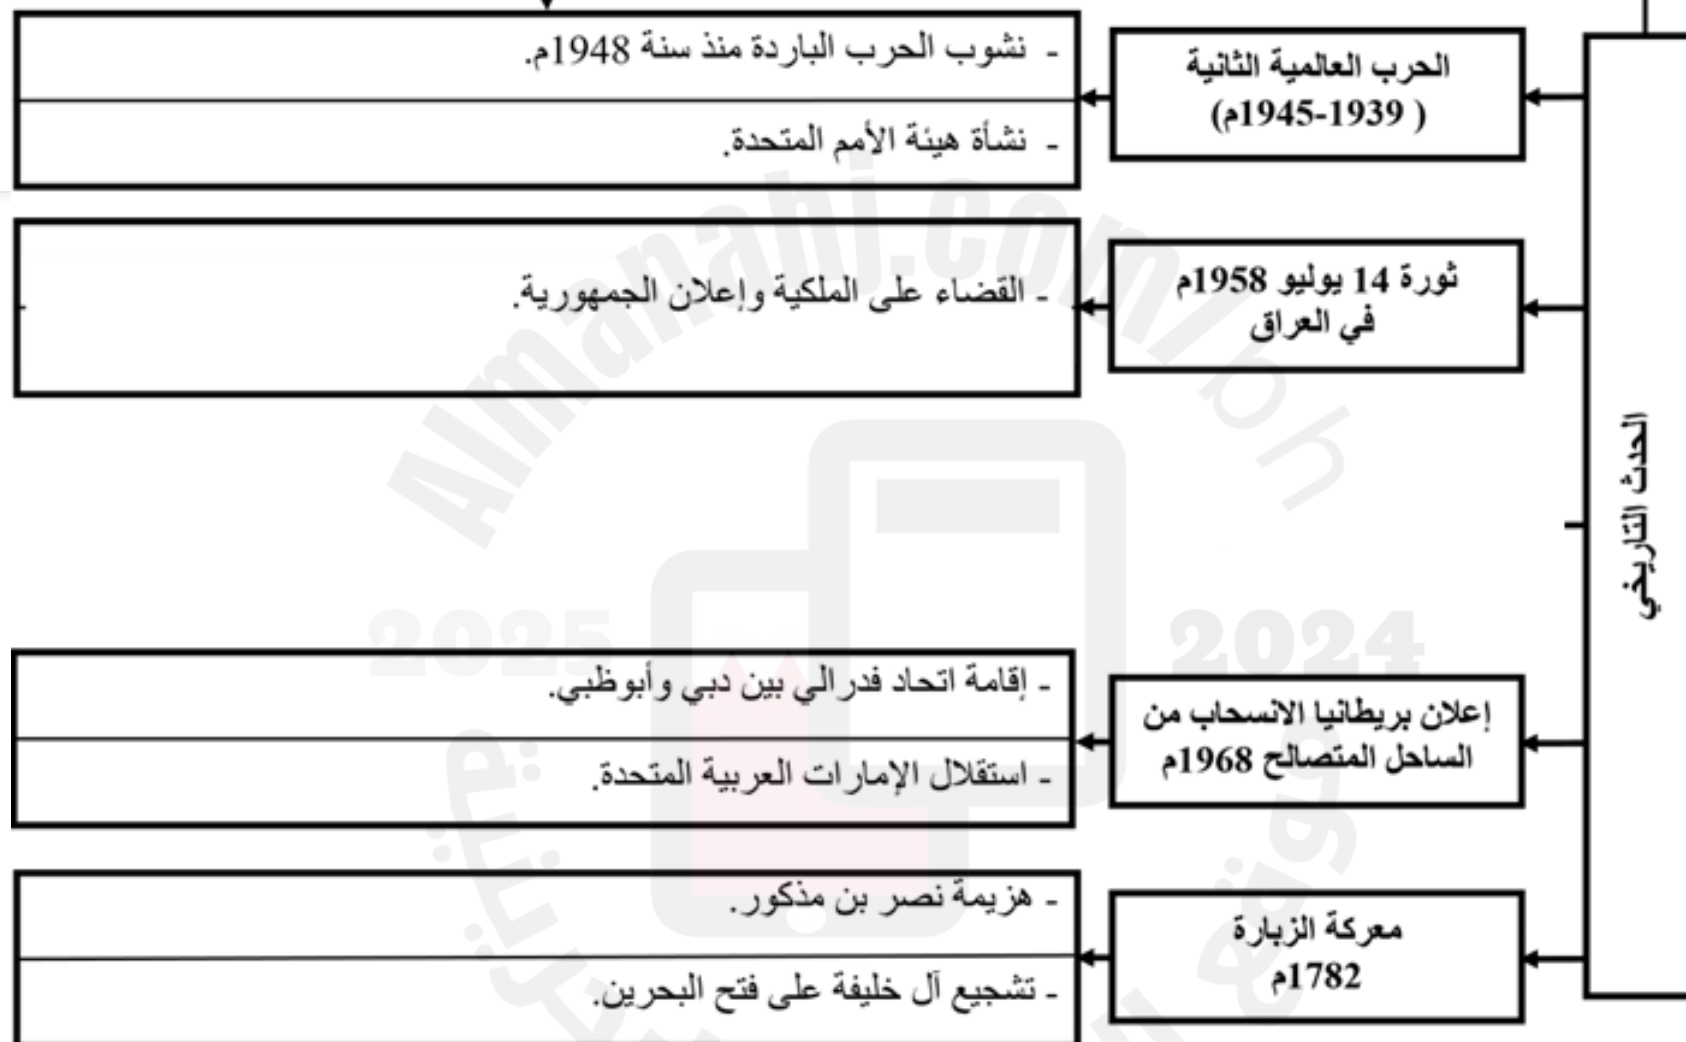 الحدث التاريخي
الحرب العالمية الثانية
( 1939-1945م)
- نشوب الحرب الباردة منذ سنة 1948م.
- نشأة هيئة الأمم المتحدة.
ثورة 14 يوليو 1958م
في العراق
- القضاء على الملكية وإعلان الجمهورية.
إعلان بريطانيا الانسحاب من
الساحل المتصالح 1968م
- إقامة اتحاد فدرالي بين دبي وأبوظبي.
- استقلال الإمارات العربية المتحدة.
معركة الزبارة
1782م
- هزيمة نصر بن مذكور.
- تشجيع آل خليفة على فتح البحرين.
Almanahj.com/bh
2025
2024